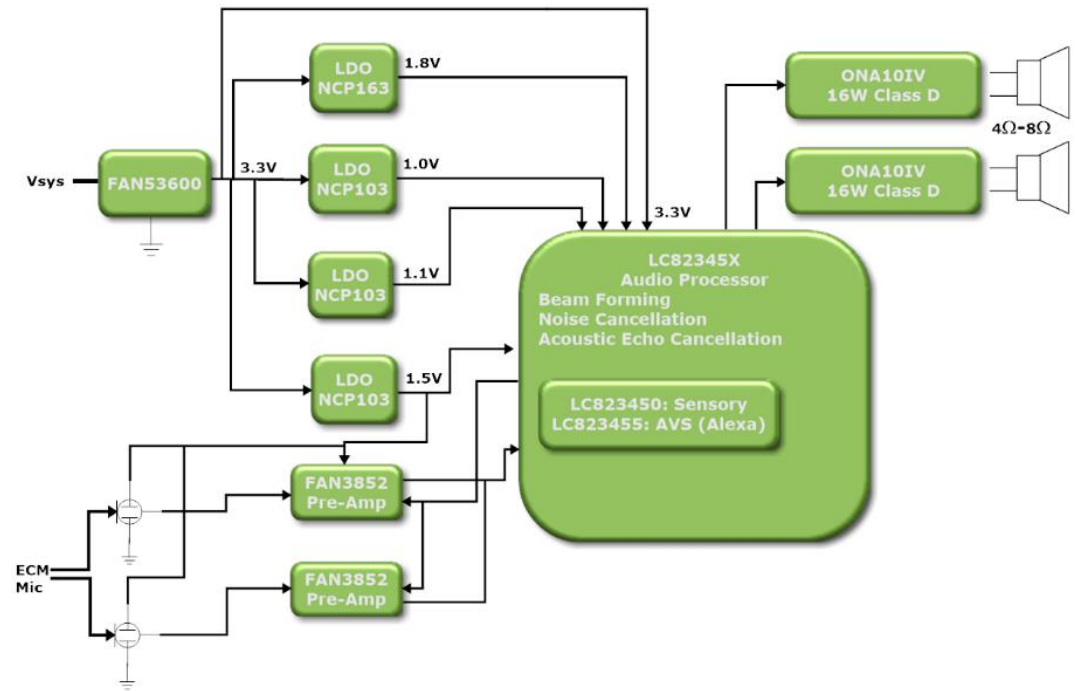 LDO
NCP163
1.8V
ONA10IV
16W Class D
4Ω-8Ω
Vsys
FAN53600
3.3V
LDO
NCP103
1.0V
ONA10IV
16W Class D
3.3V
LDO
NCP103
1.1V
LC82345X
Audio Processor
Beam Forming
Noise Cancellation
Acoustic Echo Cancellation
LDO
NCP103
1.5V
LC823450: Sensory
LC823455: AVS (Alexa)
FAN3852
Pre-Amp
ECM
Mic
FAN3852
Pre-Amp